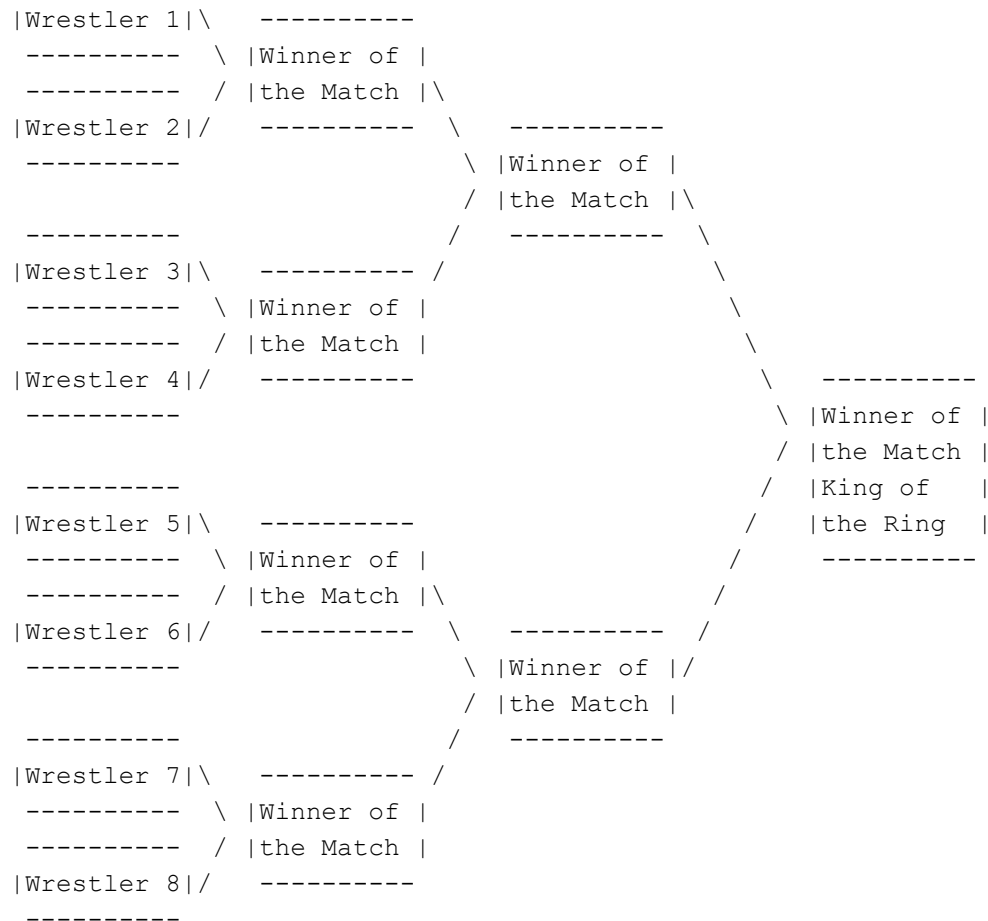 |Wrestler 1|\   ----------
 ----------  \ |Winner of |
 ----------  / |the Match |\
|Wrestler 2|/   ----------  \   ----------
 ----------                  \ |Winner of |
                             / |the Match |\
 ----------                 /   ----------  \
|Wrestler 3|\   ---------- /                 \
 ----------  \ |Winner of |                   \
 ----------  / |the Match |                    \
|Wrestler 4|/   ----------                      \   ----------
 ----------                                      \ |Winner of |
                                                 / |the Match |
 ----------                                     /  |King of   |
|Wrestler 5|\   ----------                     /   |the Ring  |
 ----------  \ |Winner of |                   /     ----------
 ----------  / |the Match |\                 /
|Wrestler 6|/   ----------  \   ---------- /
 ----------                  \ |Winner of |/
                             / |the Match |
 ----------                 /   ----------
|Wrestler 7|\   ---------- /
 ----------  \ |Winner of |
 ----------  / |the Match |
|Wrestler 8|/   ----------
 ----------